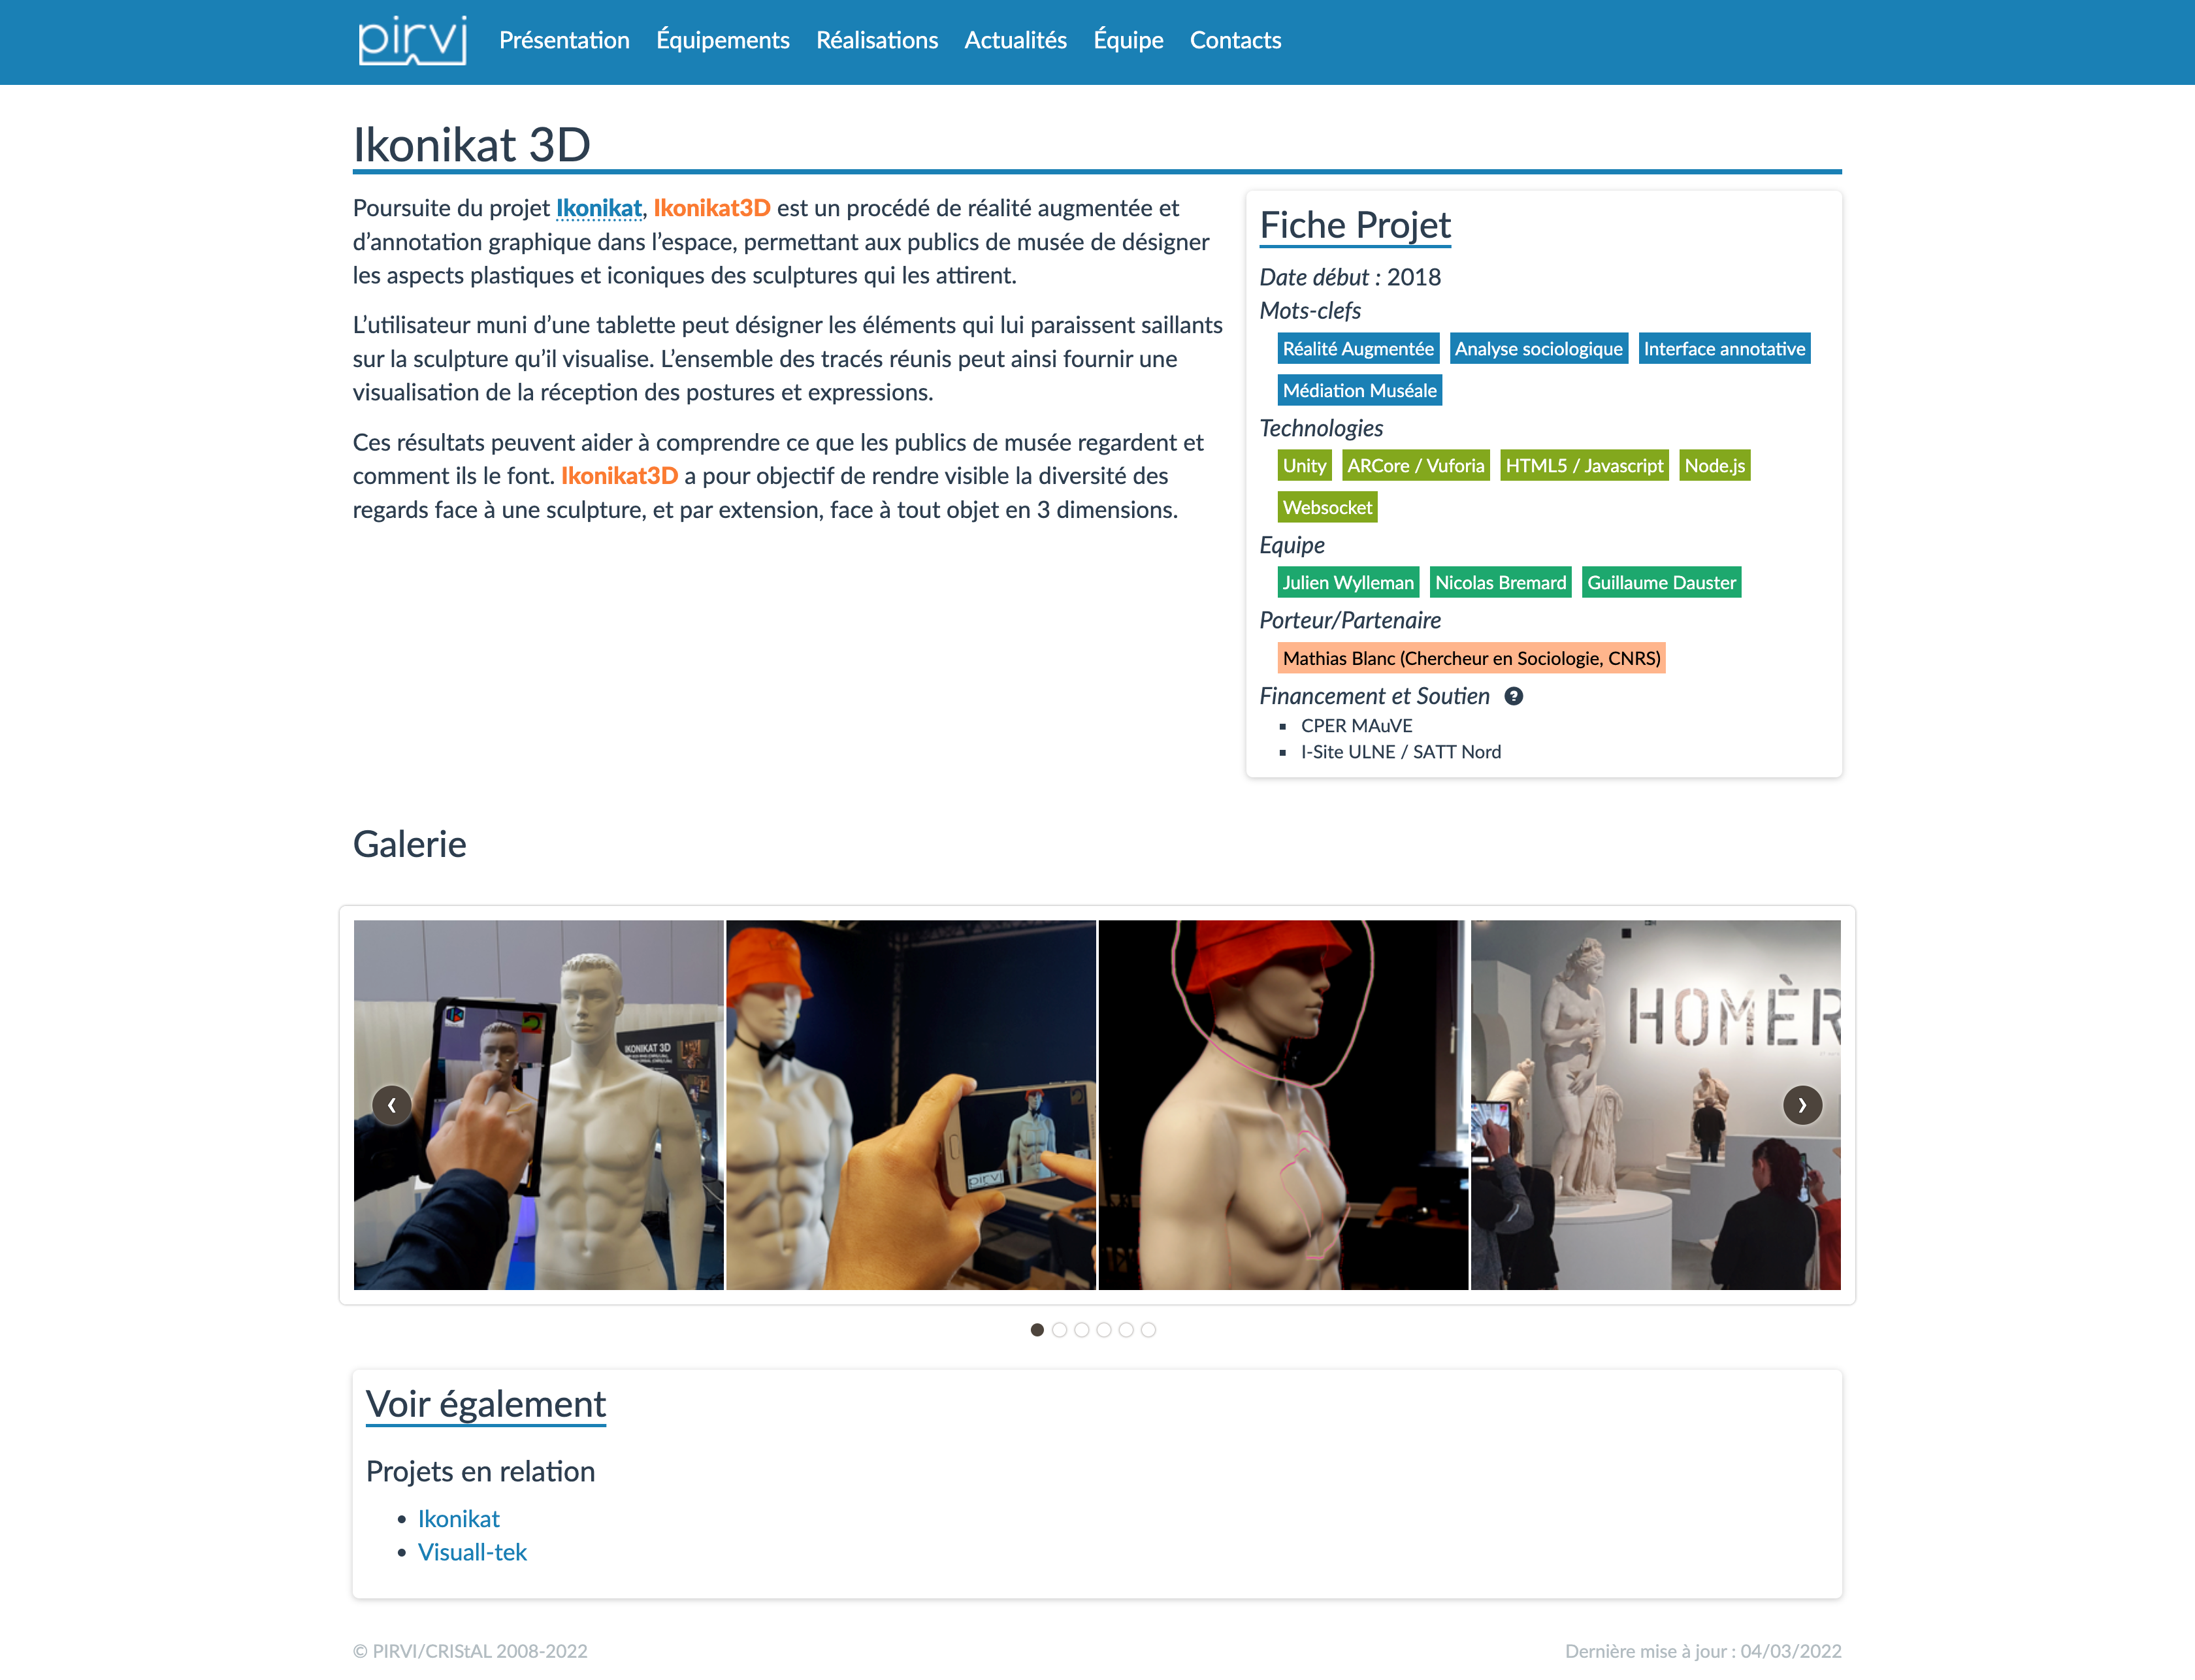 pirvi Présentation Équipements Réalisations Actualités Équipe Contacts
Ikonikat 3D
Poursuite du projet Ikonikat, Ikonikat3D est un procédé de réalité augmentée et
d’annotation graphique dans l’espace, permettant aux publics de musée de désigner
les aspects plastiques et iconiques des sculptures qui les attirent.
L’utilisateur muni d’une tablette peut désigner les éléments qui lui paraissent saillants
sur la sculpture qu’il visualise. L’ensemble des tracés réunis peut ainsi fournir une
visualisation de la réception des postures et expressions.
Ces résultats peuvent aider à comprendre ce que les publics de musée regardent et
comment ils le font. Ikonikat3D a pour objectif de rendre visible la diversité des
regards face à une sculpture, et par extension, face à tout objet en 3 dimensions.
Fiche Projet
Date début : 2018
Mots-clefs
Réalité Augmentée Analyse sociologique Interface annotative
Médiation Muséale
Technologies
Unity ARCore / Vuforia HTML5 / Javascript Node.js
Websocket
Equipe
Julien Wylleman Nicolas Bremard Guillaume Dauster
Porteur/Partenaire
Mathias Blanc (Chercheur en Sociologie, CNRS)
Financement et Soutien ?
▪ CPER MAuVE
▪ I-Site ULNE / SATT Nord
Galerie
IKONIKAT 3D
pirvi
HOMÈR
❮ ❯
Voir également
Projets en relation
• Ikonikat
• Visuall-tek
© PIRVI/CRIStAL 2008-2022 Dernière mise à jour : 04/03/2022